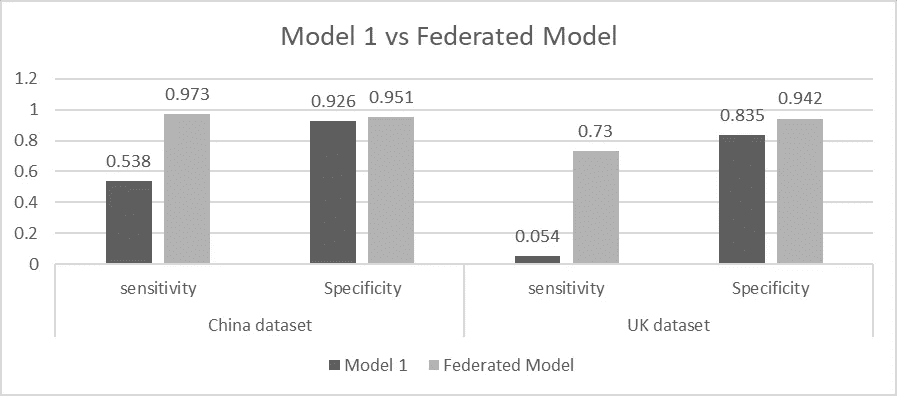 Model 1 vs Federated Model
1.2
1
0.8
0.6
0.4
0.2
0
0.538
0.973
0.926
0.951
0.054
0.73
0.835
0.942
sensitivity
Specificity
sensitivity
Specificity
China dataset
UK dataset
Model 1
Federated Model